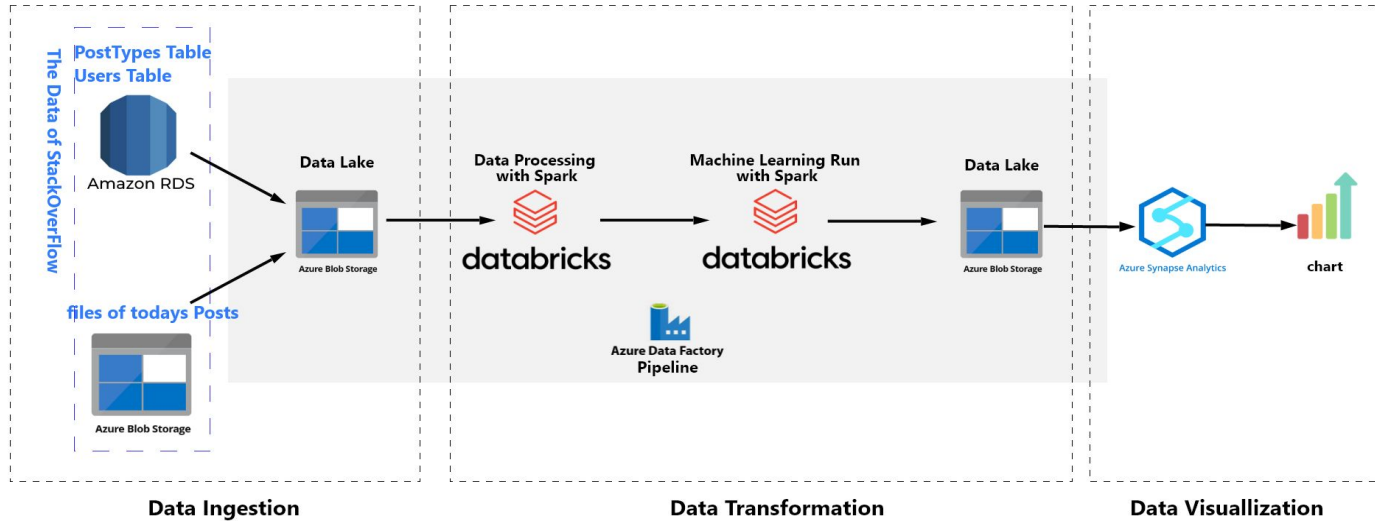 The Data of StackOverFlow
PostTypes Table
Users Table
Amazon RDS
files of todays Posts
Azure Blob Storage
Data Lake
Azure Blob Storage
Data Processing
with Spark
databricks
Machine Learning Run
with Spark
databricks
Data Lake
Azure Blob Storage
Azure Data Factory
Pipeline
Azure Synapse Analytics
chart
Data Ingestion
Data Transformation
Data Visuallization